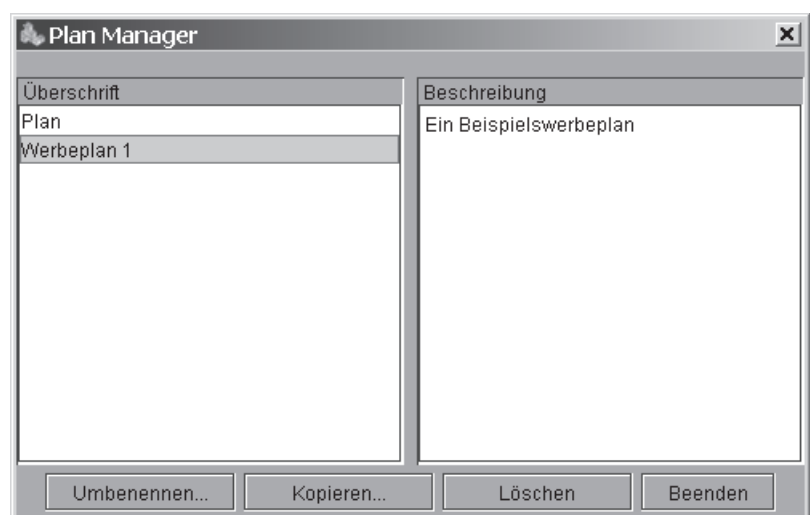 Plan Manager
Überschrift
Plan
Werbeplan 1
Beschreibung
Ein Beispielswerbeplan
Umbenennen... Kopieren... Löschen Beenden